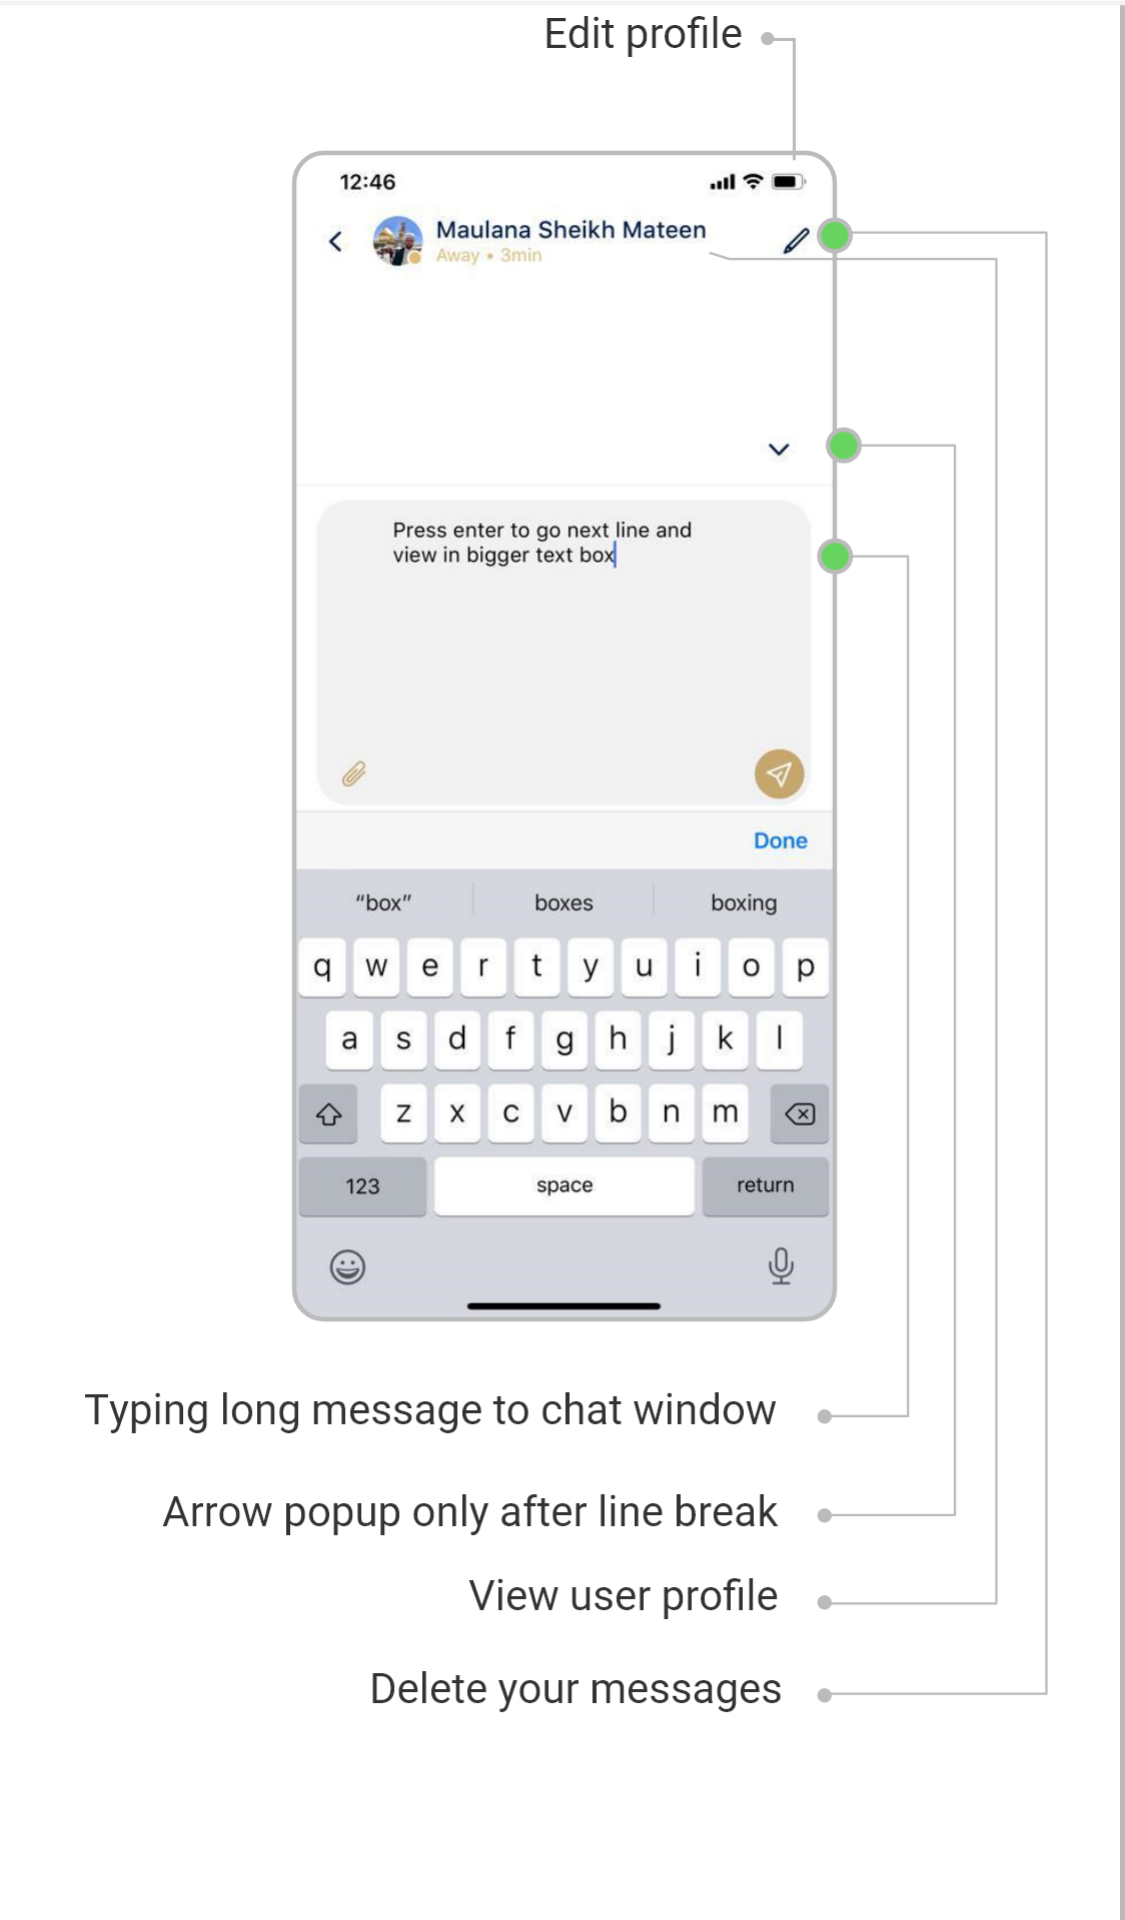 Edit profile
12:46
Maulana Sheikh Mateen
Away • 3min
Press enter to go next line and
view in bigger text box
Done
“box” boxes boxing
q w e r t y u i o p
a s d f g h j k l
z x c v b n m
123 space return
Typing long message to chat window
Arrow popup only after line break
View user profile
Delete your messages